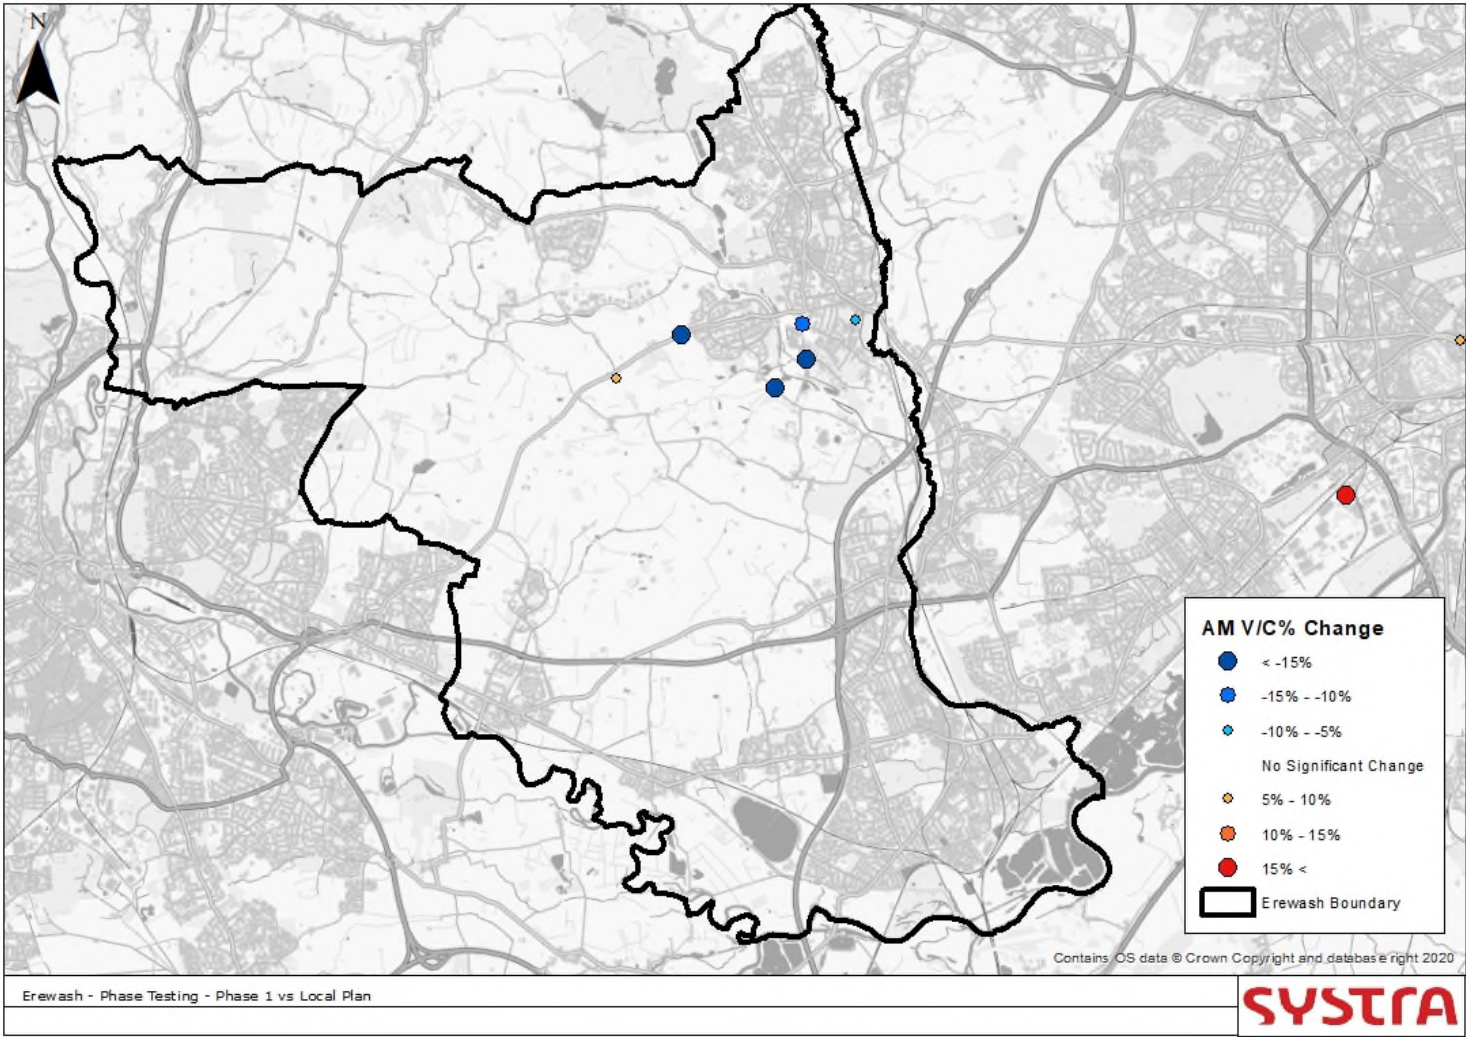 N
AM V/C% Change
< -15%
-15% - -10%
-10% - -5%
No Significant Change
5% - 10%
10% - 15%
15% <
Erewash Boundary
Contains OS data © Crown Copyright and database right 2020
Erewash - Phase Testing - Phase 1 vs Local Plan
SYSTRA